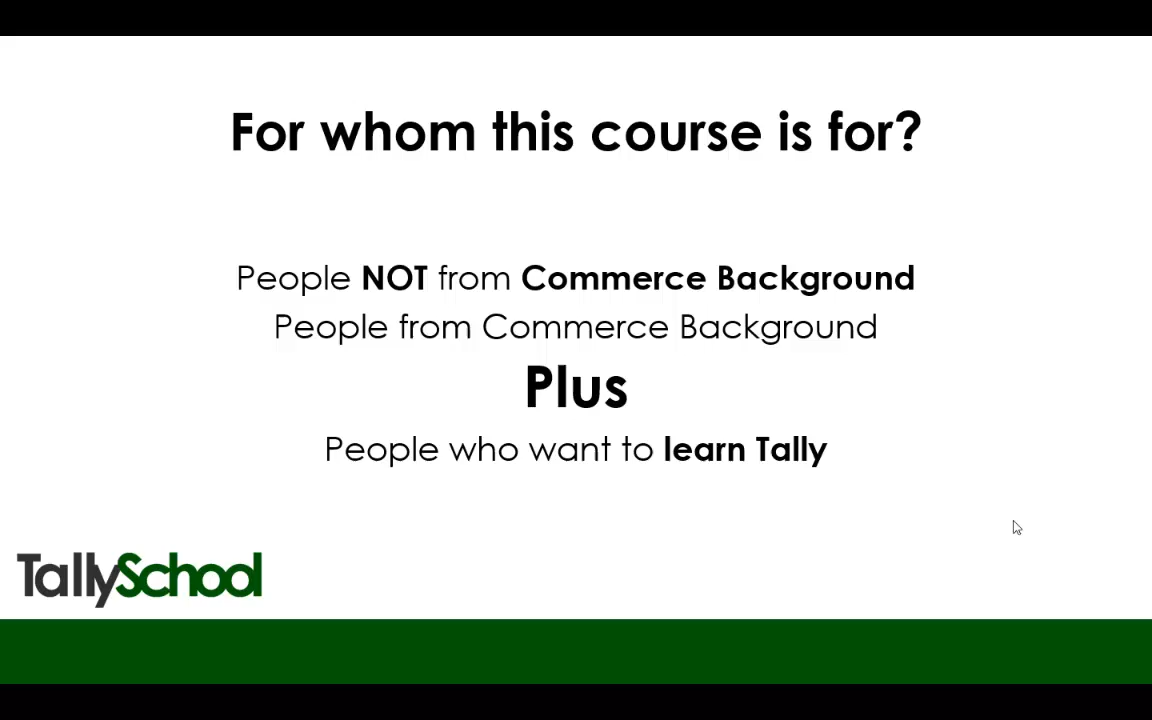 For whom this course is for?
People NOT from Commerce Background
People from Commerce Background
Plus
People who want to learn Tally
TallySchool